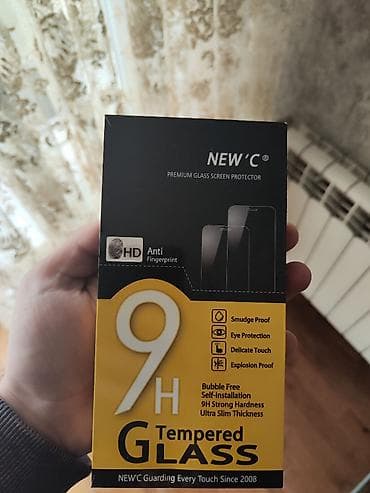 NEW'C®
PREMIUM GLASS SCREEN PROTECTOR
HD
Anti
Fingerprint
9H
Smudge Proof
Eye Protection
Delicate Touch
Explosion Proof
Bubble Free
Self-Installation
9H Strong Hardness
Ultra Slim Thickness
Tempered
GLASS
NEW'C Guarding Every Touch Since 2008